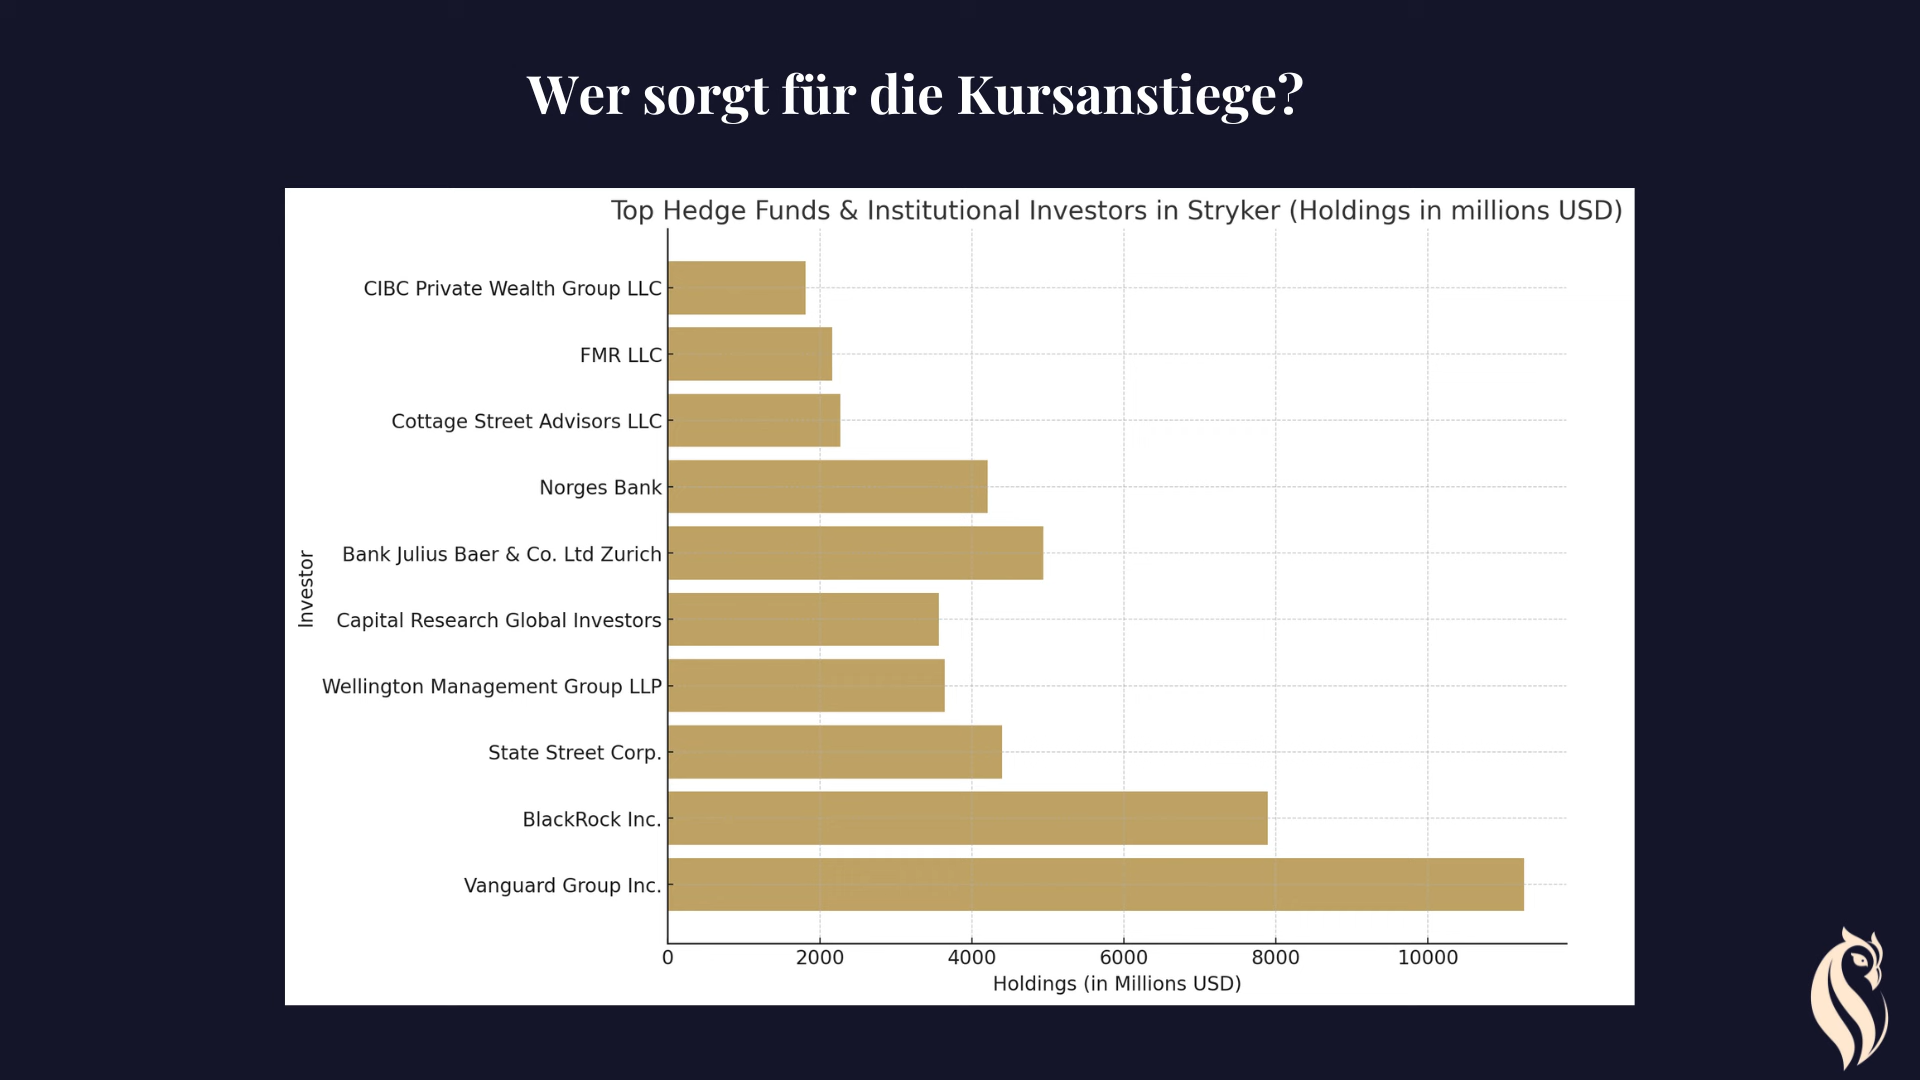 Wer sorgt für die Kursanstiege?
Top Hedge Funds & Institutional Investors in Stryker (Holdings in millions USD)
CIBC Private Wealth Group LLC
FMR LLC
Cottage Street Advisors LLC
Norges Bank
Bank Julius Baer & Co. Ltd Zurich
Capital Research Global Investors
Wellington Management Group LLP
State Street Corp.
BlackRock Inc.
Vanguard Group Inc.
Investor
0 2000 4000 6000 8000 10000
Holdings (in Millions USD)